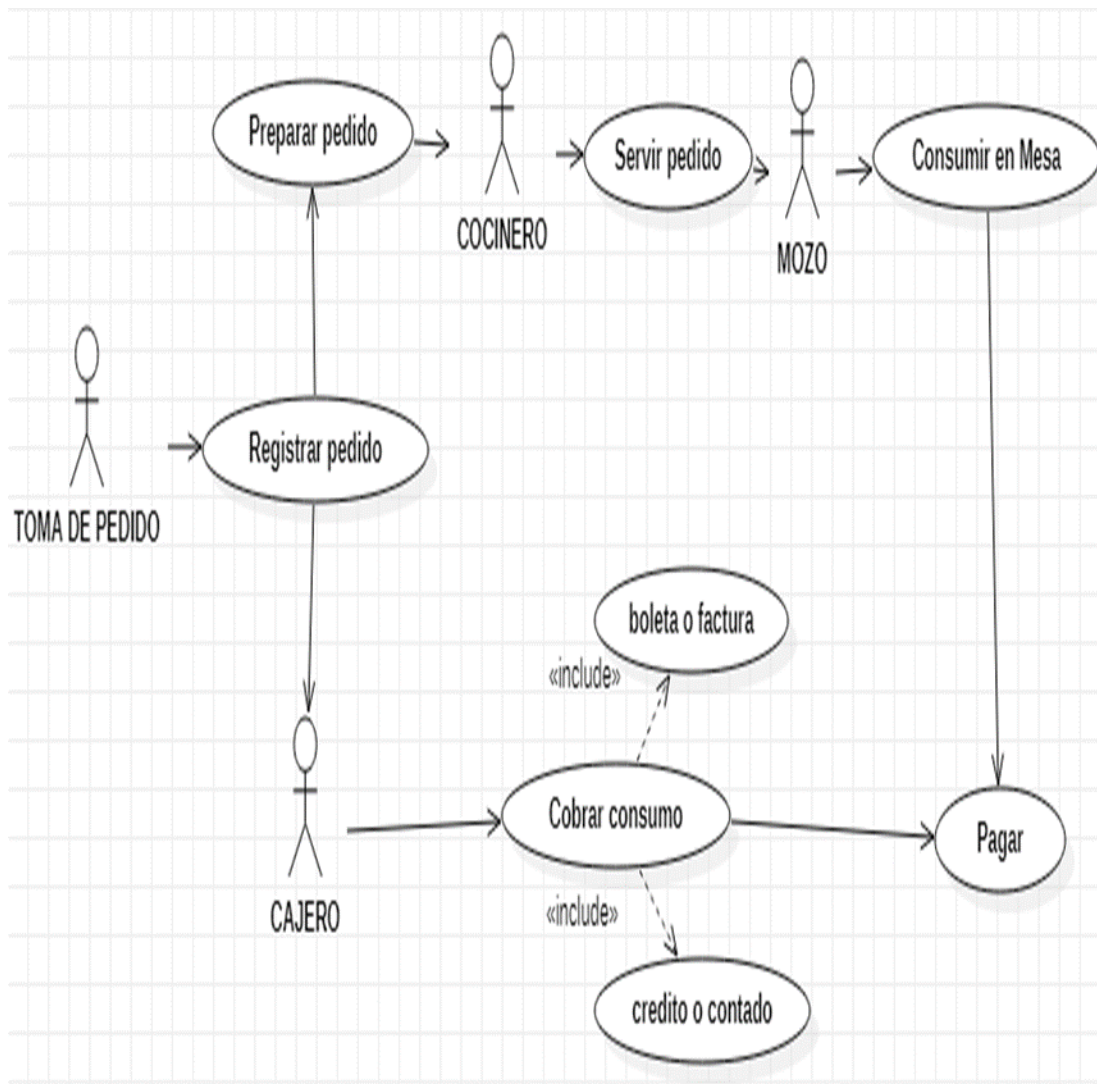 Preparar pedido
COCINERO
Servir pedido
MOZO
Consumir en Mesa
TOMA DE PEDIDO
Registrar pedido
boleta o factura
«include»
CAJERO
Cobrar consumo
Pagar
«include»
credito o contado